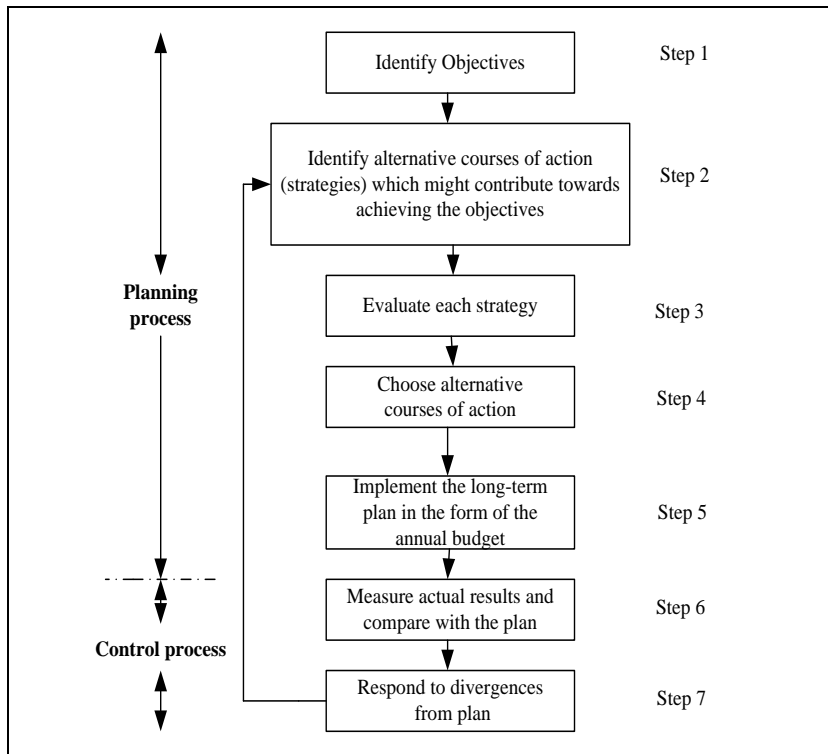 Identify Objectives
Step 1
Identify alternative courses of action
(strategies) which might contribute towards
achieving the objectives
Step 2
Planning
process
Evaluate each strategy
Step 3
Choose alternative
courses of action
Step 4
Implement the long-term
plan in the form of the
annual budget
Step 5
Measure actual results and
compare with the plan
Step 6
Control process
Respond to divergences
from plan
Step 7